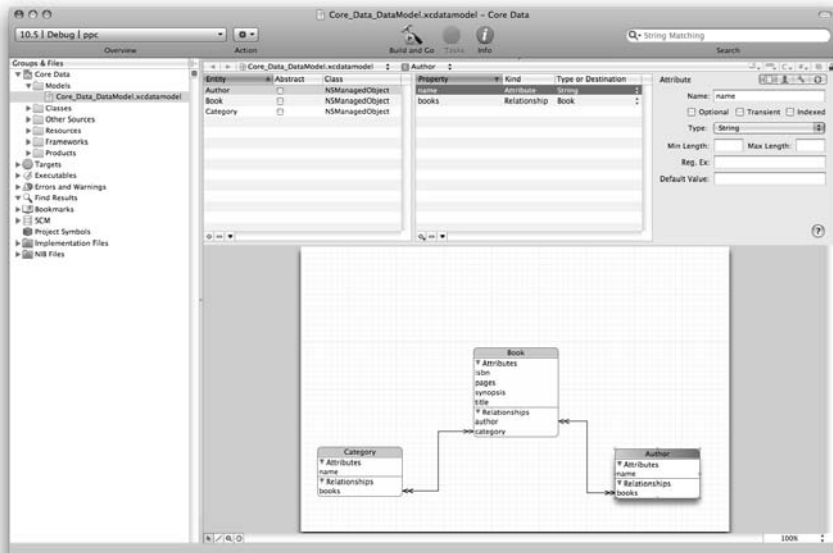 Core_Data_DataModel.xcdatamodel - Core Data
10.5 | Debug | ppc
String Matching
Overview
Action
Build and Go
Tasks
Info
Search
Groups & Files
Core Data
Models
Core_Data_DataModel.xcdatamodel
Classes
Other Sources
Resources
Frameworks
Products
Targets
Executables
Errors and Warnings
Find Results
Bookmarks
SCM
Project Symbols
Implementation Files
NIB Files
Core_Data_DataModel.xcdatamodel
Author
Entity Abstract Class
Author NSManagedObject
Book NSManagedObject
Category NSManagedObject
Property Kind Type or Destination
name Attribute String
books Relationship Book
Attribute
Name: name
Optional Transient Indexed
Type: String
Min Length: Max Length:
Reg. Ex:
Default Value:
Book
Attributes
isbn
pages
synopsis
title
Relationships
author
category
Category
Attributes
name
Relationships
books
Author
Attributes
name
Relationships
books
100%